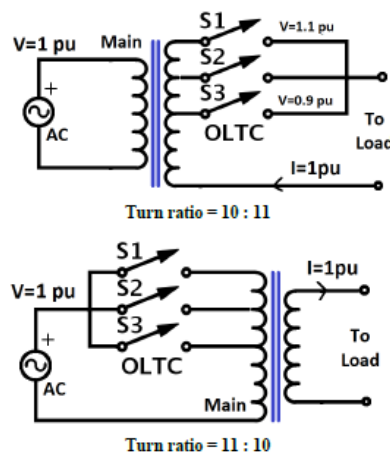 S1
V=1.1 pu
V=1 pu
Main
S2
S3
V=0.9 pu
+
AC
OLTC
To
Load
I=1pu
Turn ratio = 10 : 11
S1
I=1pu
V=1 pu
S2
+
S3
To
Load
AC
OLTC
Main
Turn ratio = 11 : 10